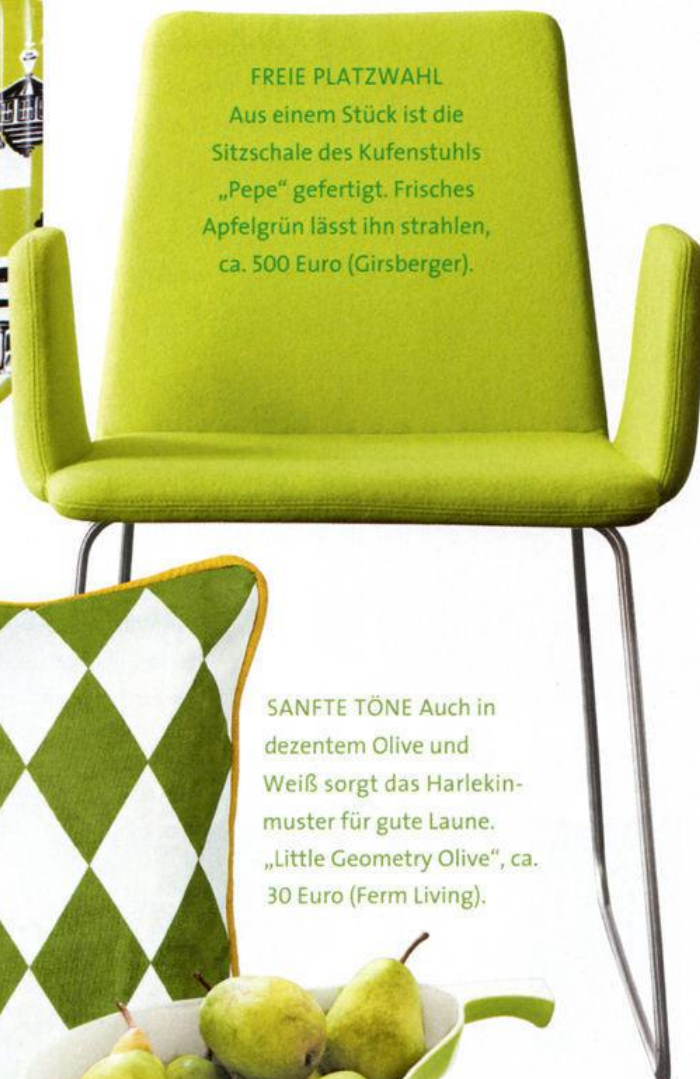 FREIE PLATZWAHL
Aus einem Stück ist die
Sitzschale des Kufenstuhls
„Pepe“ gefertigt. Frisches
Apfelgrün lässt ihn strahlen,
ca. 500 Euro (Girsberger).
SANFTE TÖNE Auch in
dezentem Olive und
Weiß sorgt das Harlekin-
muster für gute Laune.
„Little Geometry Olive“, ca.
30 Euro (Ferm Living).